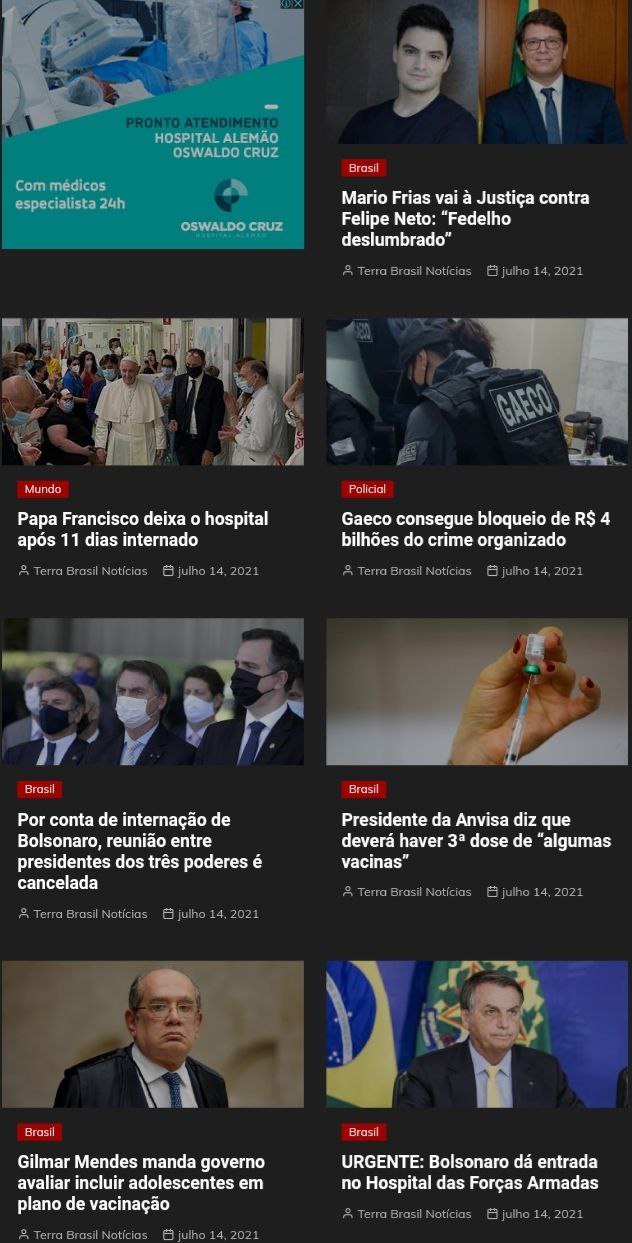 PRONTO ATENDIMENTO
HOSPITAL ALEMÃO
OSWALDO CRUZ
Com médicos
especialista 24h
OSWALDO CRUZ
HOSPITAL ALEMÃO
Brasil
Mario Frias vai à Justiça contra
Felipe Neto: “Fedelho
deslumbrado”
Terra Brasil Notícias julho 14, 2021
Mundo
Papa Francisco deixa o hospital
após 11 dias internado
Terra Brasil Notícias julho 14, 2021
GAECO
GAECO
Policial
Gaeco consegue bloqueio de R$ 4
bilhões do crime organizado
Terra Brasil Notícias julho 14, 2021
Brasil
Por conta de internação de
Bolsonaro, reunião entre
presidentes dos três poderes é
cancelada
Terra Brasil Notícias julho 14, 2021
Brasil
Presidente da Anvisa diz que
deverá haver 3ª dose de “algumas
vacinas”
Terra Brasil Notícias julho 14, 2021
Brasil
Gilmar Mendes manda governo
avaliar incluir adolescentes em
plano de vacinação
Terra Brasil Notícias julho 14, 2021
Brasil
URGENTE: Bolsonaro dá entrada
no Hospital das Forças Armadas
Terra Brasil Notícias julho 14, 2021